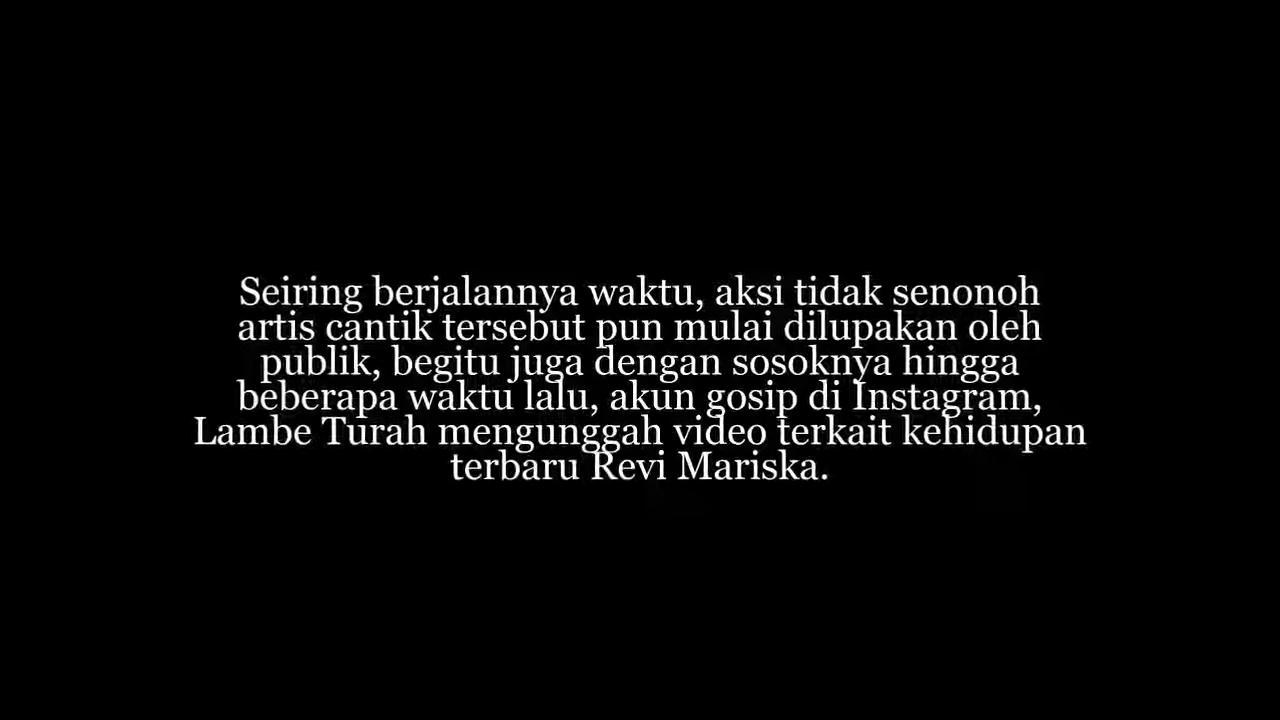 Seiring berjalannya waktu, aksi tidak senonoh
artis cantik tersebut pun mulai dilupakan oleh
publik, begitu juga dengan sosoknya hingga
beberapa waktu lalu, akun gosip di Instagram,
Lambe Turah mengunggah video terkait kehidupan
terbaru Revi Mariska.